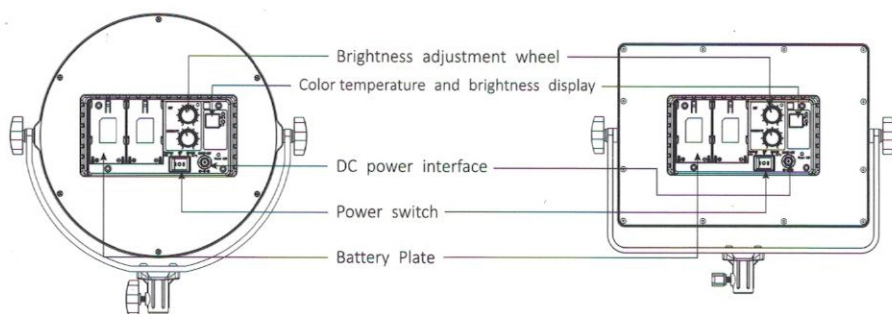 Brightness adjustment wheel
Color temperature and brightness display
DC power interface
Power switch
Battery Plate